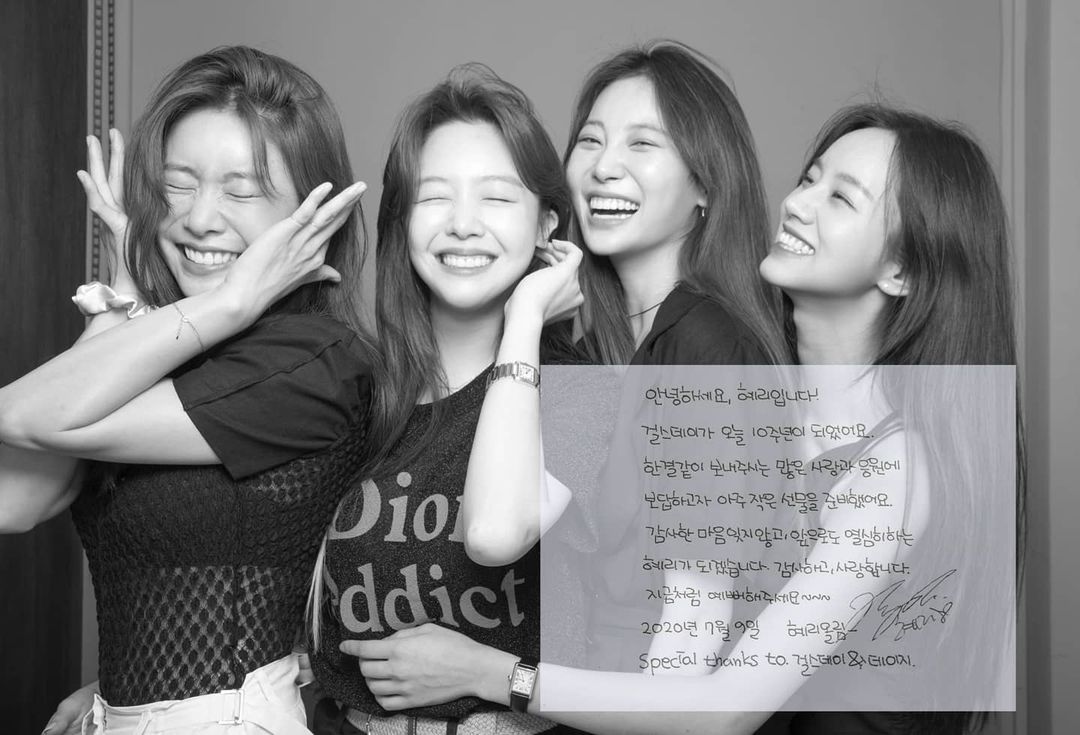 Dior
Addict
안녕하세요, 혜리입니다!
걸스데이가 오늘 10주년이 되었어요.
한결같이 보내주시는 많은 사랑과 응원에
보답하고자 아주 작은 선물을 준비했어요.
감사한 마음 잊지않고, 앞으로도 열심히하는
혜리가 되겠습니다. 감사하고, 사랑합니다.
지금처럼 예뻐해주세요~~~
2020년 7월 9일 혜리올림-
Special thanks to. 걸스데이 & 데이지.